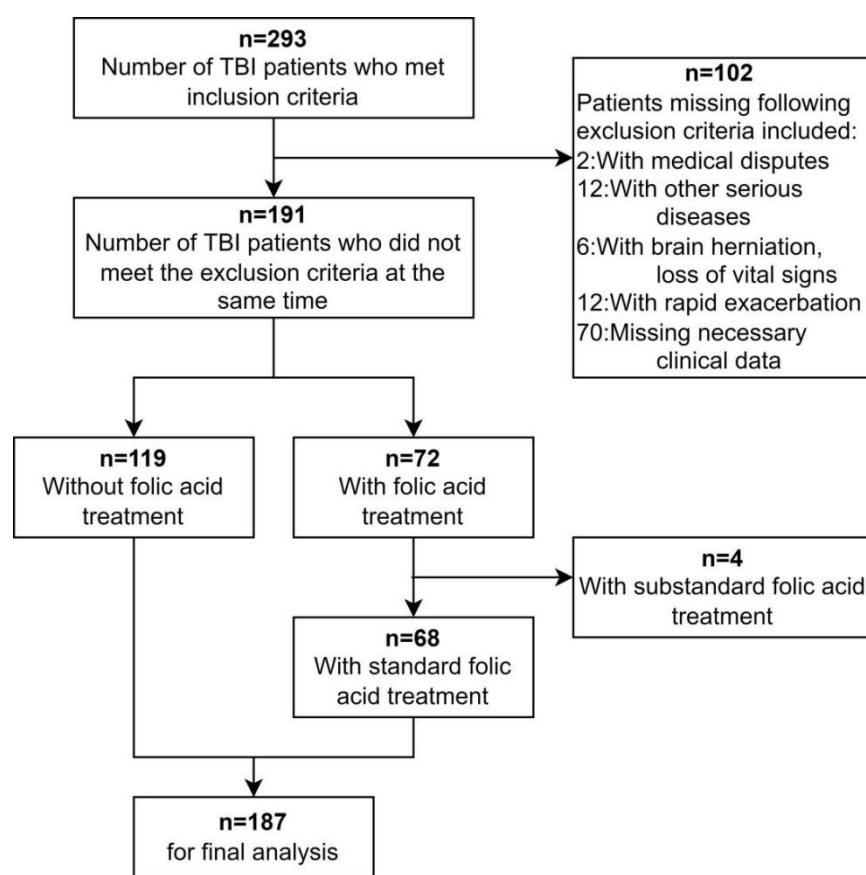 n=293
Number of TBI patients who met
inclusion criteria
n=102
Patients missing following
exclusion criteria included:
2:With medical disputes
12:With other serious
diseases
6:With brain herniation,
loss of vital signs
12:With rapid exacerbation
70:Missing necessary
clinical data
n=191
Number of TBI patients who did not
meet the exclusion criteria at the
same time
n=119
Without folic acid
treatment
n=72
With folic acid
treatment
n=4
With substandard folic acid
treatment
n=68
With standard folic
acid treatment
n=187
for final analysis